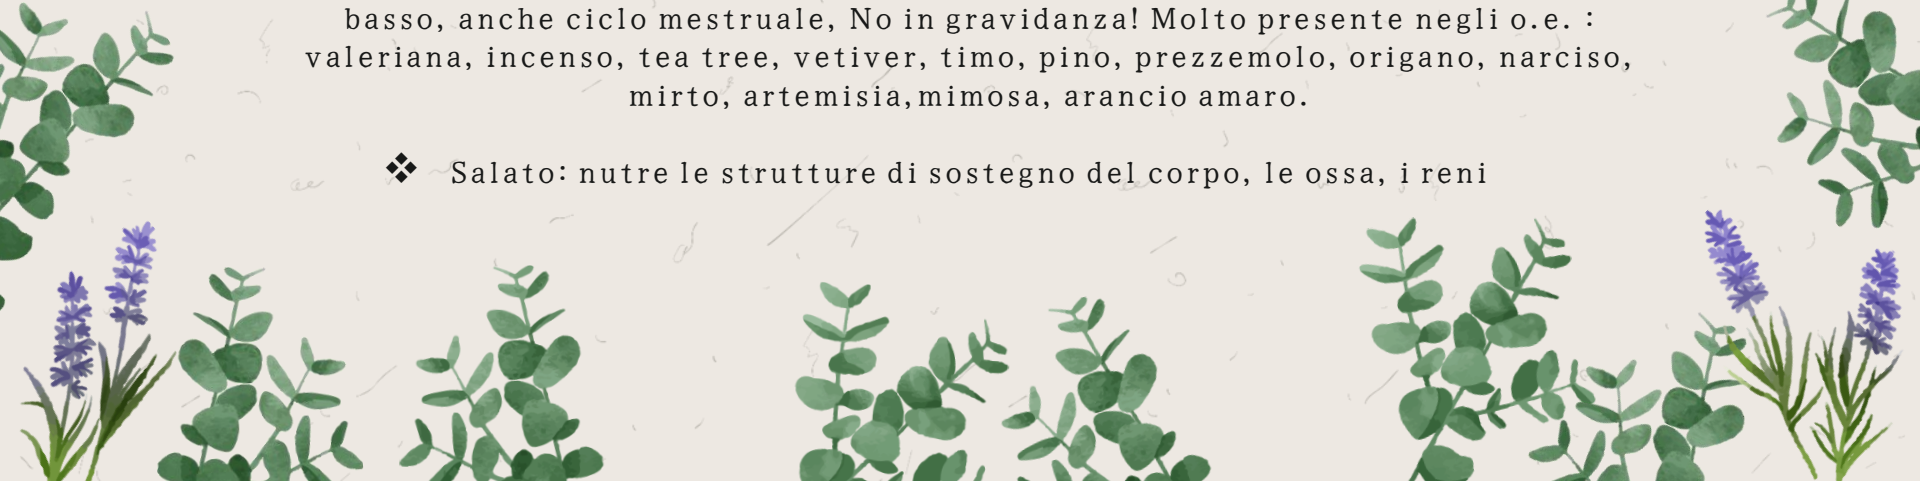 basso, anche ciclo mestruale, No in gravidanza! Molto presente negli o.e. :
valeriana, incenso, tea tree, vetiver, timo, pino, prezzemolo, origano, narciso,
mirto, artemisia,mimosa, arancio amaro.
❖ Salato: nutre le strutture di sostegno del corpo, le ossa, i reni